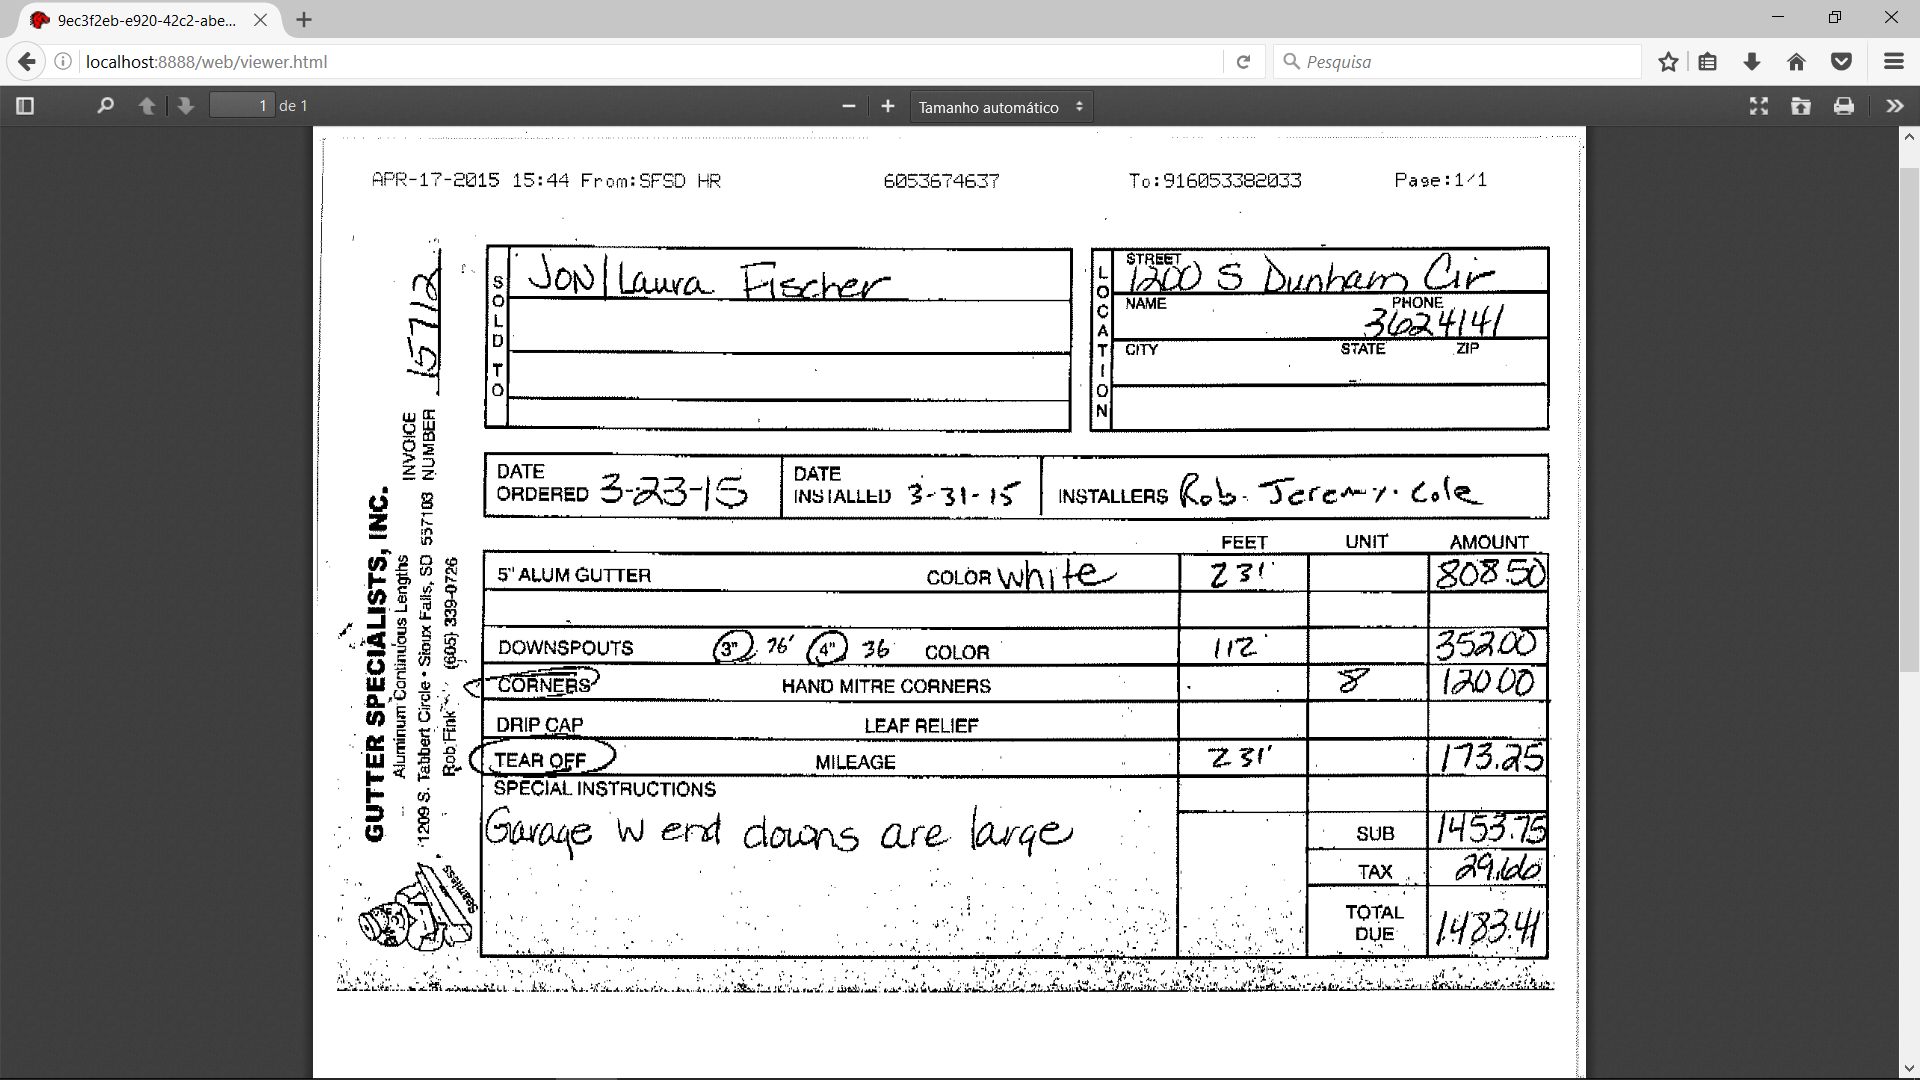 9ec3f2eb-e920-42c2-abe...
localhost:8888/web/viewer.html
Pesquisa
1 de 1
Tamanho automático
APR-17-2015 15:44 From:SFSD HR 6053674637 To:916053382033 Page:1/1
SOLD TO
Jon/Laura Fischer
LOCATION
STREET
1200 S Dunham Cir
NAME PHONE
3624141
CITY STATE ZIP
INVOICE
NUMBER 15712
GUTTER SPECIALISTS, INC.
Aluminum Continuous Lengths
1209 S. Tabbert Circle • Sioux Falls, SD 557103
Rob Fink (605) 339-0726
Seamless
DATE
ORDERED 3-23-15
DATE
INSTALLED 3-31-15
INSTALLERS Rob. Jeremy. Cole
FEET UNIT AMOUNT
5" ALUM GUTTER COLOR White 231' 808.50
DOWNSPOUTS 3" 76' 4" 36 COLOR 112' 352.00
CORNERS HAND MITRE CORNERS 8 120.00
DRIP CAP LEAF RELIEF
TEAR OFF MILEAGE 231' 173.25
SPECIAL INSTRUCTIONS
Garage W end downs are large
SUB 1453.75
TAX 29.66
TOTAL
DUE 1,483.41